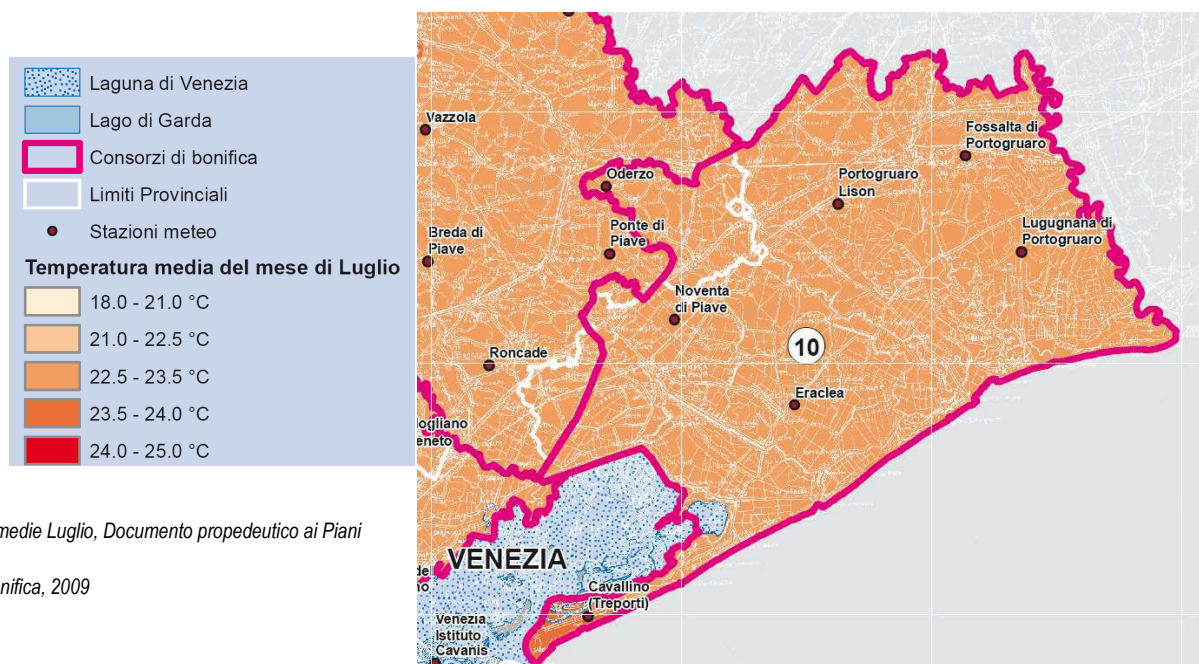 Laguna di Venezia
Lago di Garda
Consorzi di bonifica
Limiti Provinciali
Stazioni meteo
Temperatura media del mese di Luglio
18.0 - 21.0 °C
21.0 - 22.5 °C
22.5 - 23.5 °C
23.5 - 24.0 °C
24.0 - 25.0 °C
medie Luglio, Documento propedeutico ai Piani
nifica, 2009
Vazzola
Oderzo
Fossalta di
Portogruaro
Portogruaro
Lison
Breda di
Piave
Ponte di
Piave
Lugugnana di
Portogruaro
Noventa
di Piave
10
Roncade
Eraclea
ogliano
eneto
VENEZIA
del
no
Cavallino
(Treporti)
Venezia
Istituto
Cavanis